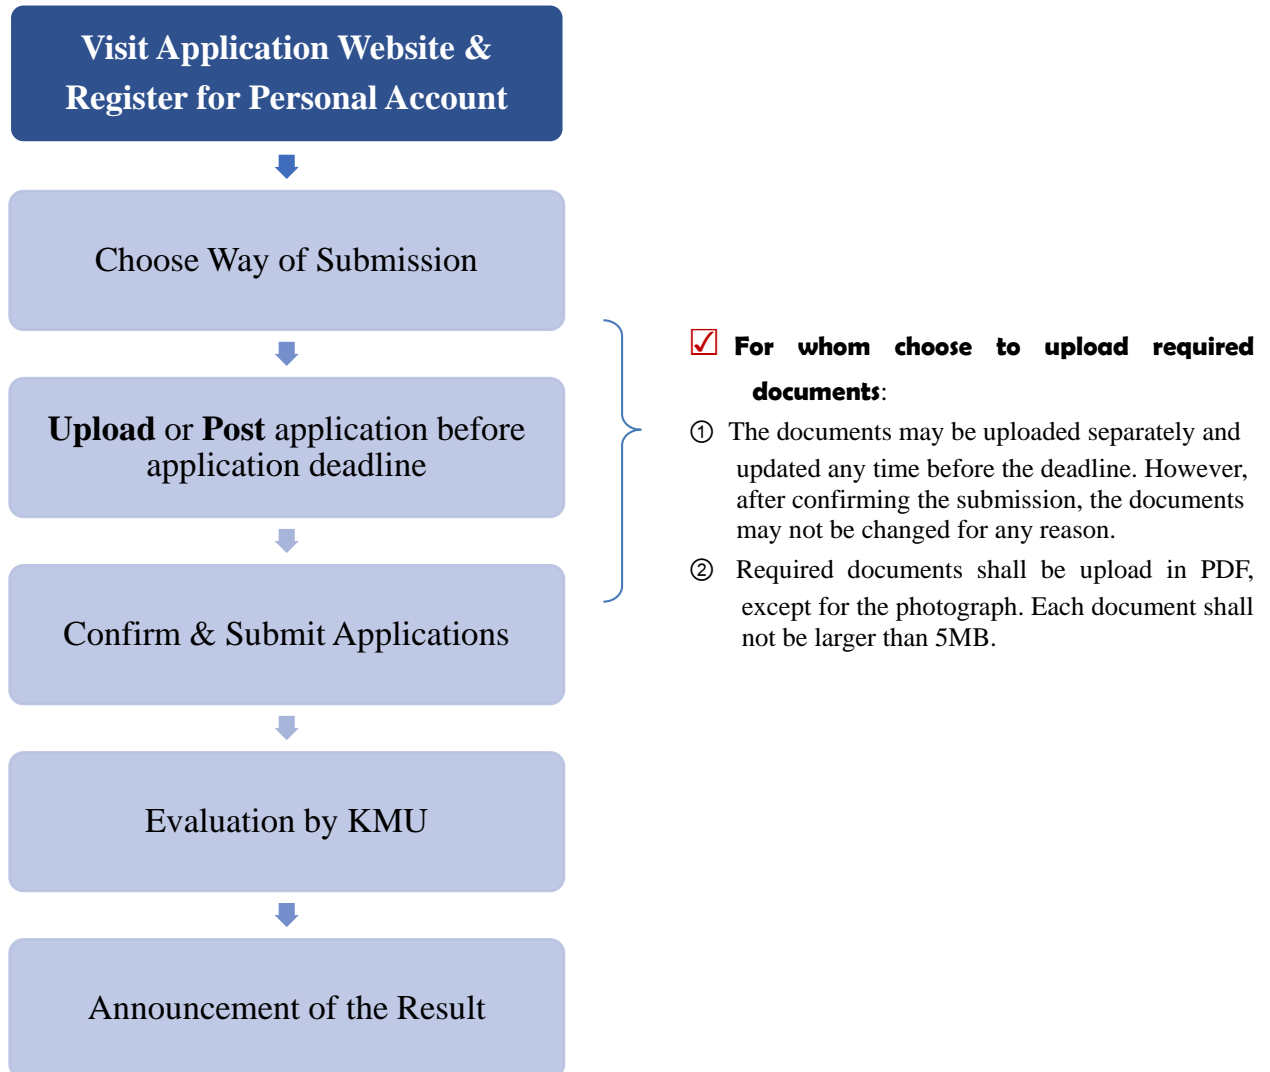 Visit Application Website &
Register for Personal Account
Choose Way of Submission
Upload or Post application before
application deadline
Confirm & Submit Applications
Evaluation by KMU
Announcement of the Result
☑ For whom choose to upload required
documents:
① The documents may be uploaded separately and
updated any time before the deadline. However,
after confirming the submission, the documents
may not be changed for any reason.
② Required documents shall be upload in PDF,
except for the photograph. Each document shall
not be larger than 5MB.